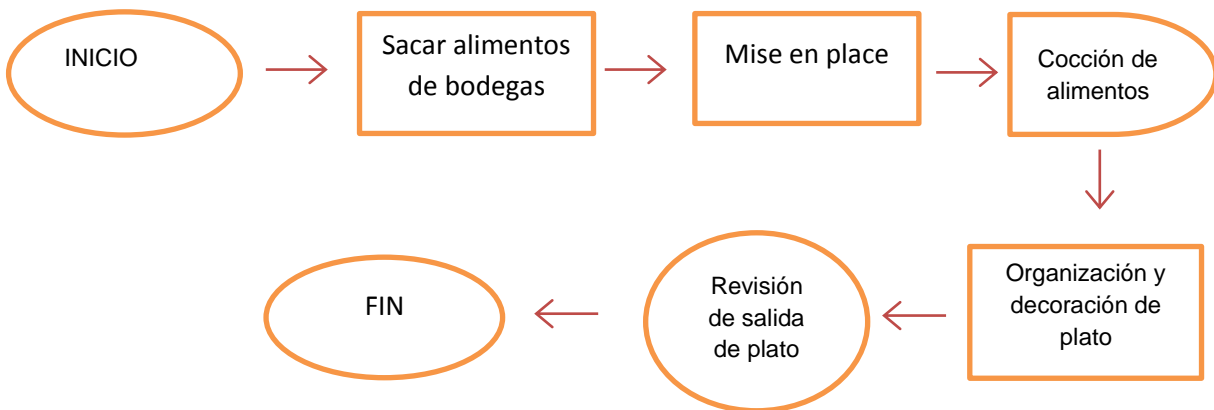 INICIO
Sacar alimentos
de bodegas
Mise en place
Cocción de
alimentos
Organización y
decoración de
plato
Revisión
de salida
de plato
FIN